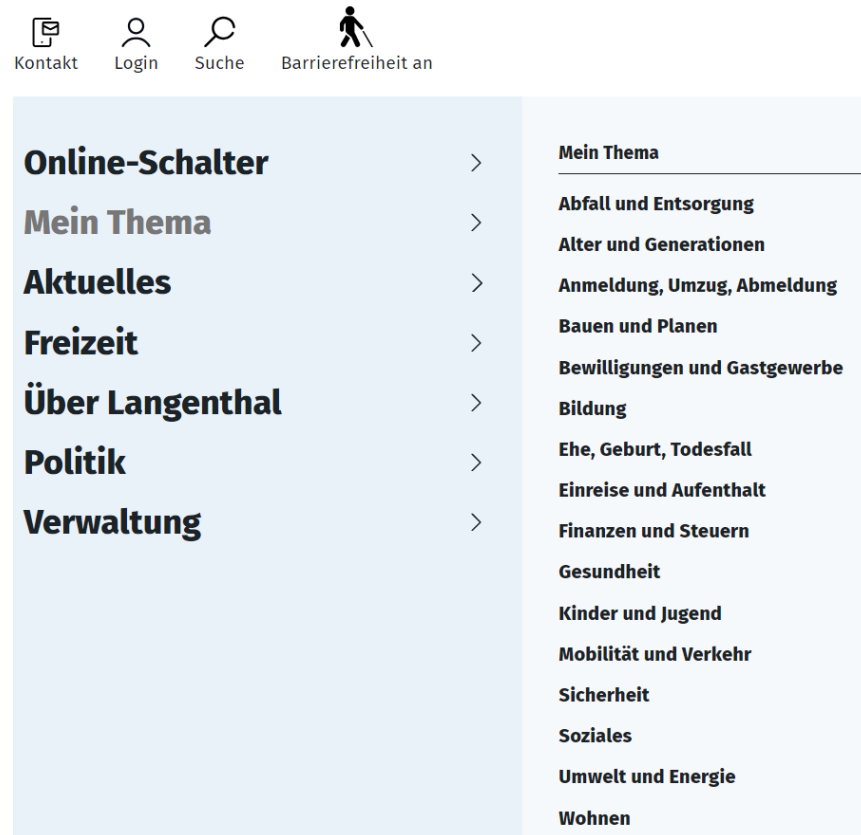 Kontakt Login Suche Barrierefreiheit an
Online-Schalter
Mein Thema
Aktuelles
Freizeit
Über Langenthal
Politik
Verwaltung
Mein Thema
Abfall und Entsorgung
Alter und Generationen
Anmeldung, Umzug, Abmeldung
Bauen und Planen
Bewilligungen und Gastgewerbe
Bildung
Ehe, Geburt, Todesfall
Einreise und Aufenthalt
Finanzen und Steuern
Gesundheit
Kinder und Jugend
Mobilität und Verkehr
Sicherheit
Soziales
Umwelt und Energie
Wohnen